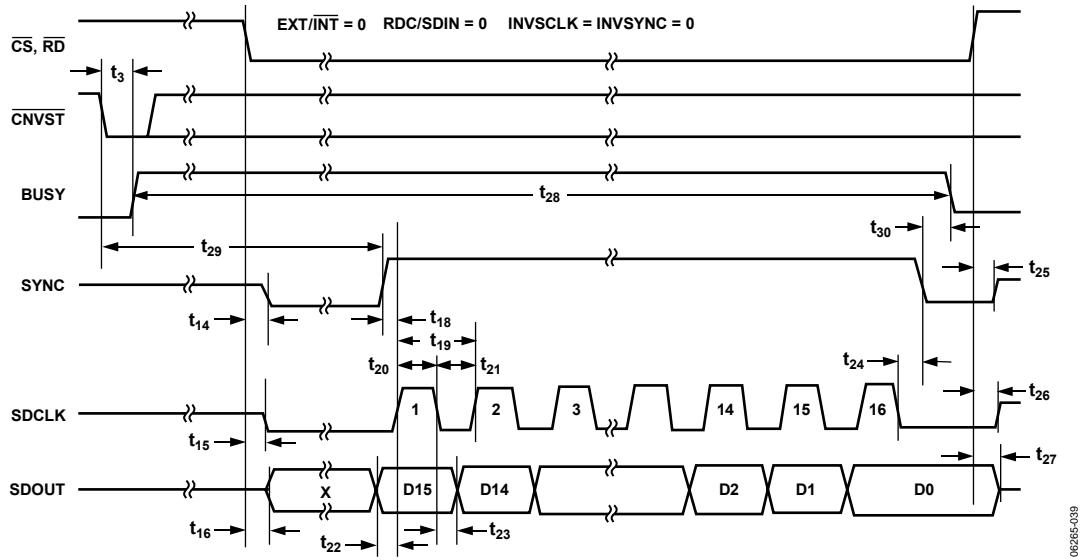 EXT/INT = 0 RDC/SDIN = 0 INVSCLK = INVSYNC = 0
CS, RD
t3
CNVST
BUSY
t28
t30
t29
SYNC
t25
t14
t18
t19
t20
t21
t24
t26
SDCLK
1 2 3 14 15 16
t15
t27
SDOUT
X D15 D14 D2 D1 D0
t16
t22
t23
06265-039